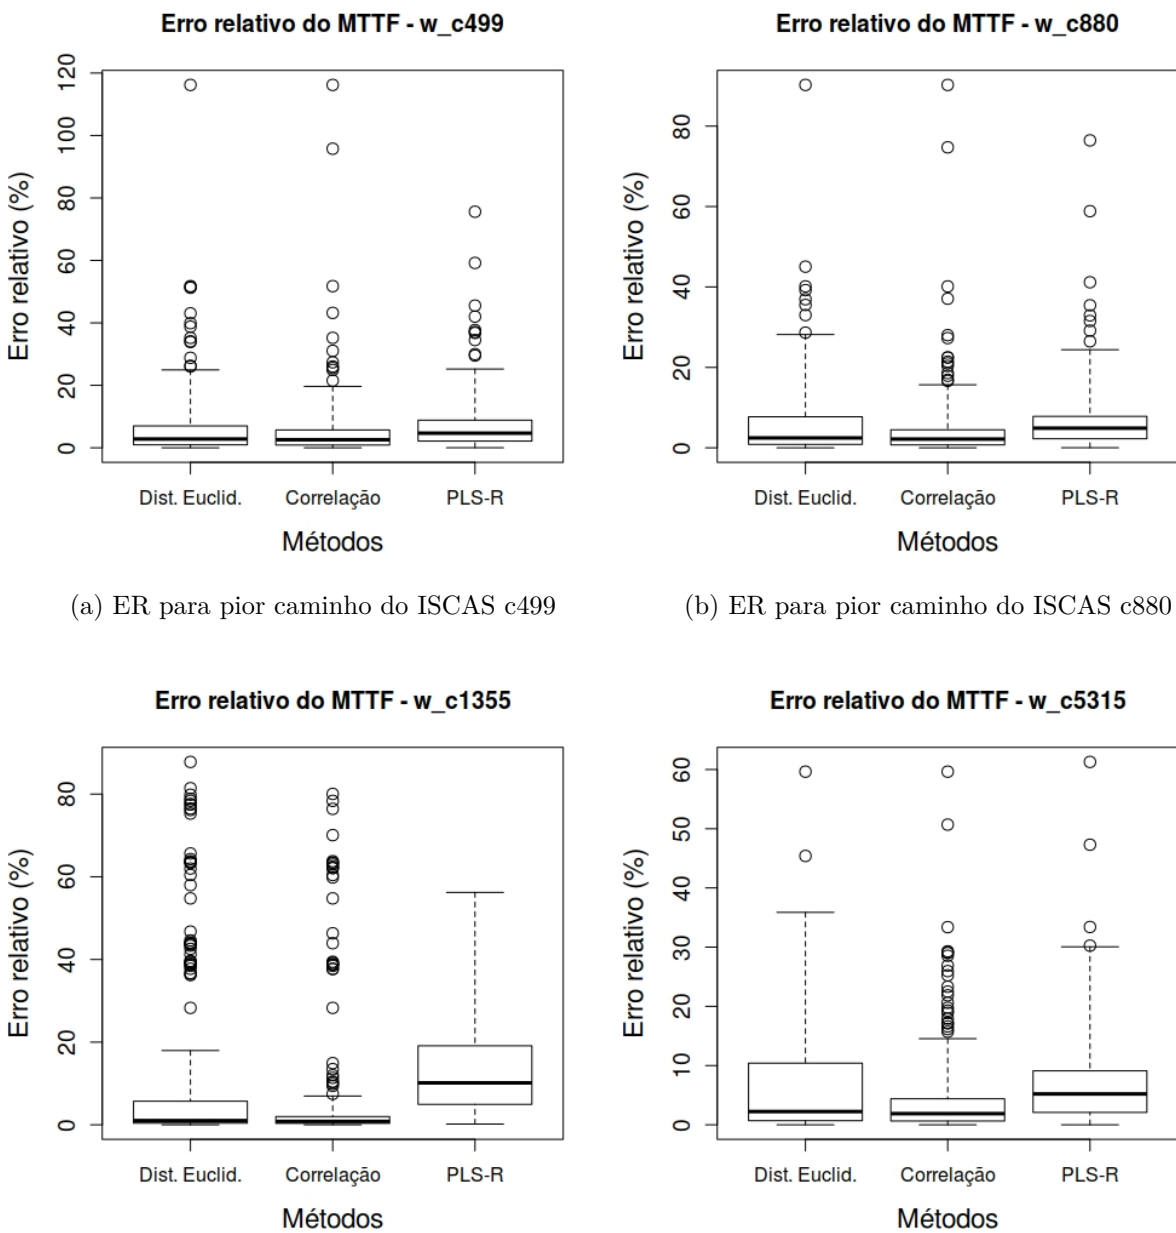 Erro relativo do MTTF - w_c499
Erro relativo (%)
120
100
80
60
40
20
0
Dist. Euclid. Correlação PLS-R
Métodos
(a) ER para pior caminho do ISCAS c499
Erro relativo do MTTF - w_c880
Erro relativo (%)
80
60
40
20
0
Dist. Euclid. Correlação PLS-R
Métodos
(b) ER para pior caminho do ISCAS c880
Erro relativo do MTTF - w_c1355
Erro relativo (%)
80
60
40
20
0
Dist. Euclid. Correlação PLS-R
Métodos
Erro relativo do MTTF - w_c5315
Erro relativo (%)
60
50
40
30
20
10
0
Dist. Euclid. Correlação PLS-R
Métodos